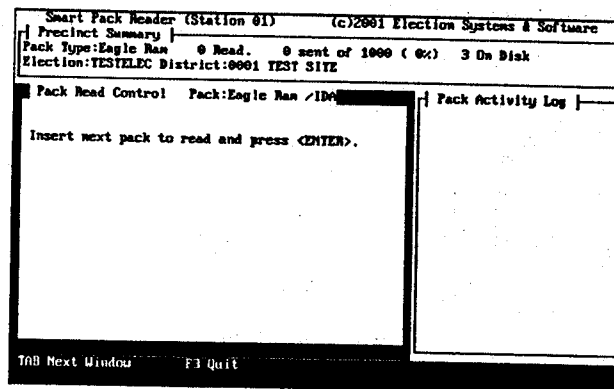 Smart Pack Reader (Station 01) (c)2001 Election Systems & Software
Precinct Summary
Pack Type:Eagle Ram 0 Read. 0 sent of 1000 ( 0%) 3 On Disk
Election:TESTELEC District:0001 TEST SITE
Pack Read Control Pack:Eagle Ram /IDA
Pack Activity Log
Insert next pack to read and press <ENTER>.
TAB Next Window F3 Quit